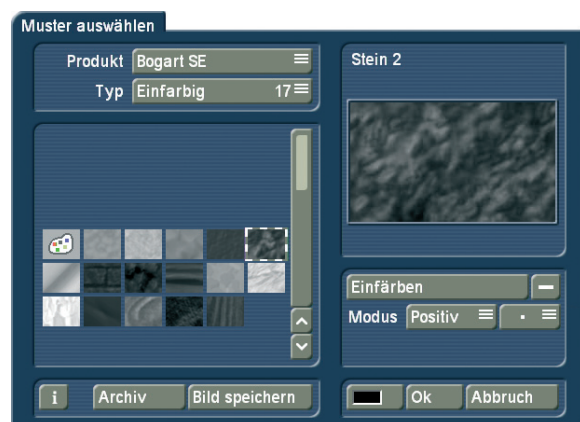 Muster auswählen
Produkt Bogart SE
Typ Einfarbig 17
Stein 2
Einfärben
Modus Positiv
i Archiv Bild speichern
Ok Abbruch